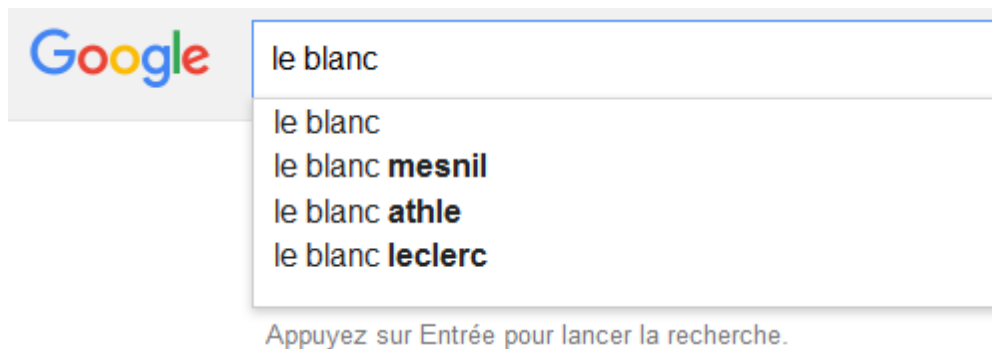 Google
le blanc
le blanc
le blanc mesnil
le blanc athle
le blanc leclerc
Appuyez sur Entrée pour lancer la recherche.